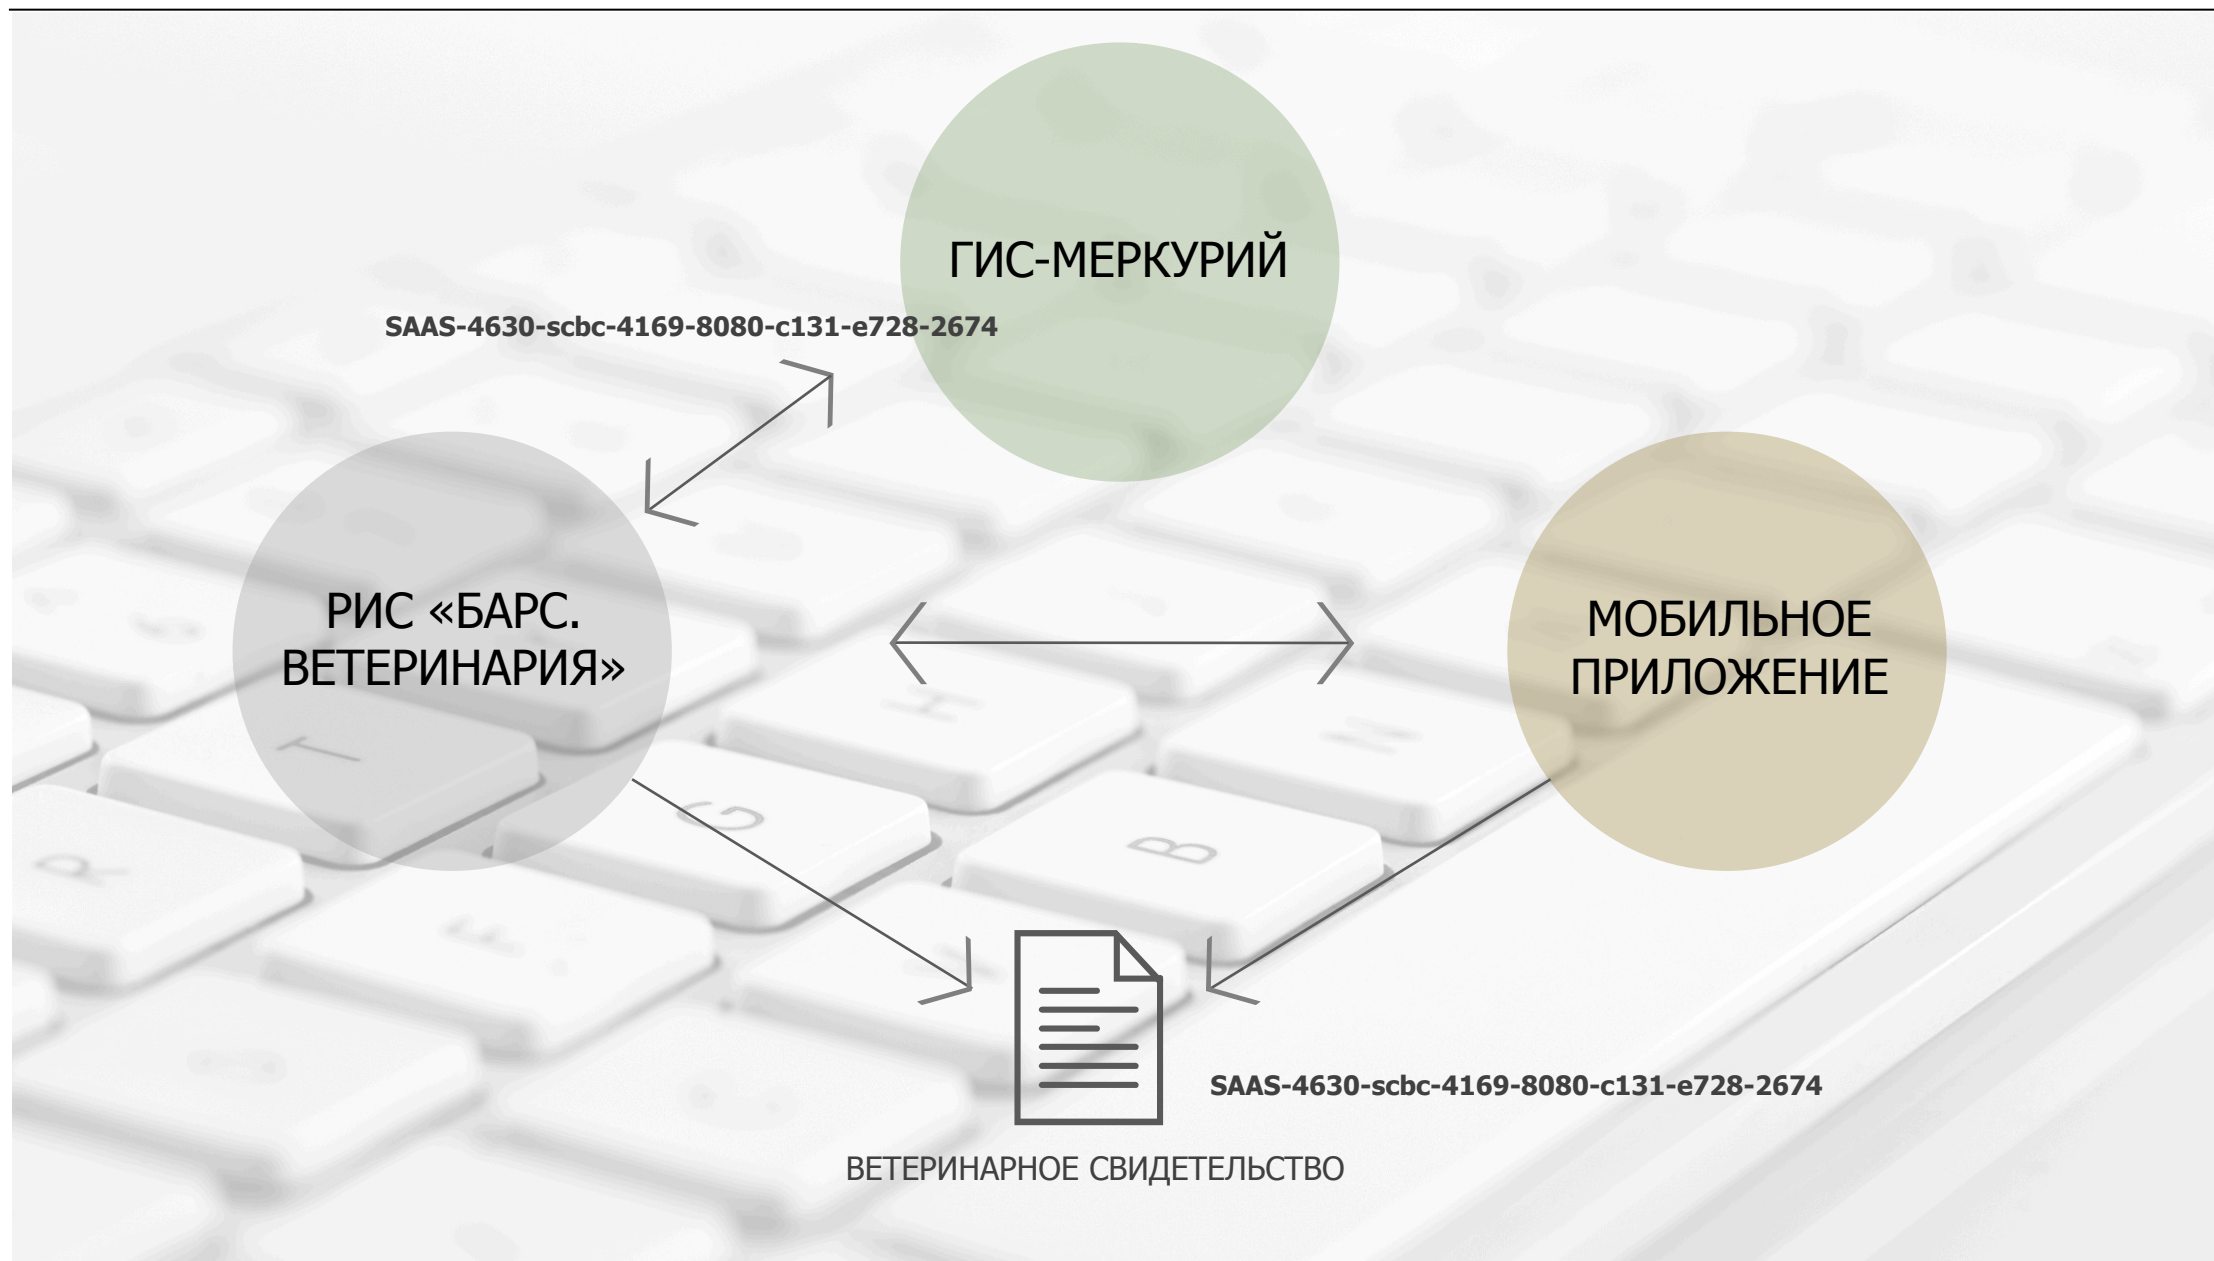 ГИС-МЕРКУРИЙ
SAAS-4630-scbc-4169-8080-c131-e728-2674
РИС «БАРС.
ВЕТЕРИНАРИЯ»
МОБИЛЬНОЕ
ПРИЛОЖЕНИЕ
T
H
N
G
B
R
F
V
SAAS-4630-scbc-4169-8080-c131-e728-2674
ВЕТЕРИНАРНОЕ СВИДЕТЕЛЬСТВО